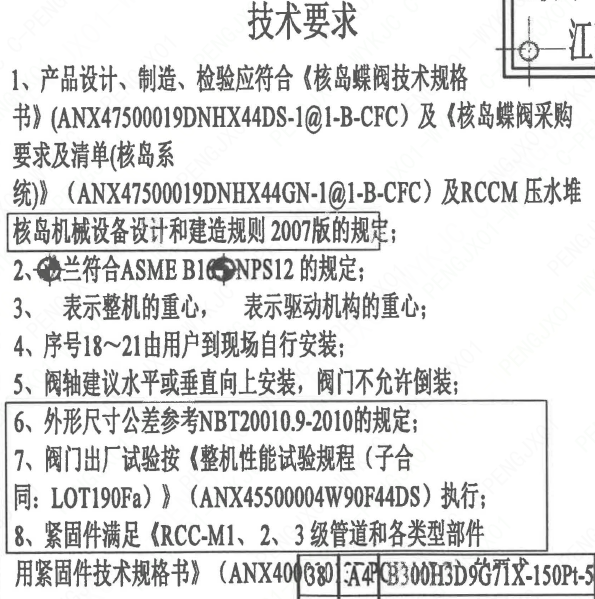 技术要求
江
1、产品设计、制造、检验应符合《核岛蝶阀技术规格
书》(ANX47500019DNHX44DS-1@1-B-CFC）及《核岛蝶阀采购
要求及清单(核岛系
统)》（ANX47500019DNHX44GN-1@1-B-CFC）及RCCM 压水堆
核岛机械设备设计和建造规则 2007版的规定;
2、兰符合ASME B16 NPS12 的规定;
3、 表示整机的重心， 表示驱动机构的重心;
4、序号18～21由用户到现场自行安装;
5、阀轴建议水平或垂直向上安装，阀门不允许倒装;
6、外形尺寸公差参考NBT20010.9-2010的规定;
7、阀门出厂试验按《整机性能试验规程（子合
同：LOT190Fa）》（ANX45500004W90F44DS）执行;
8、紧固件满足《RCC-M1、2、3 级管道和各类型部件
用紧固件技术规格书》（ANX400
38 A4 B300H3D9G71X-150Pt-5